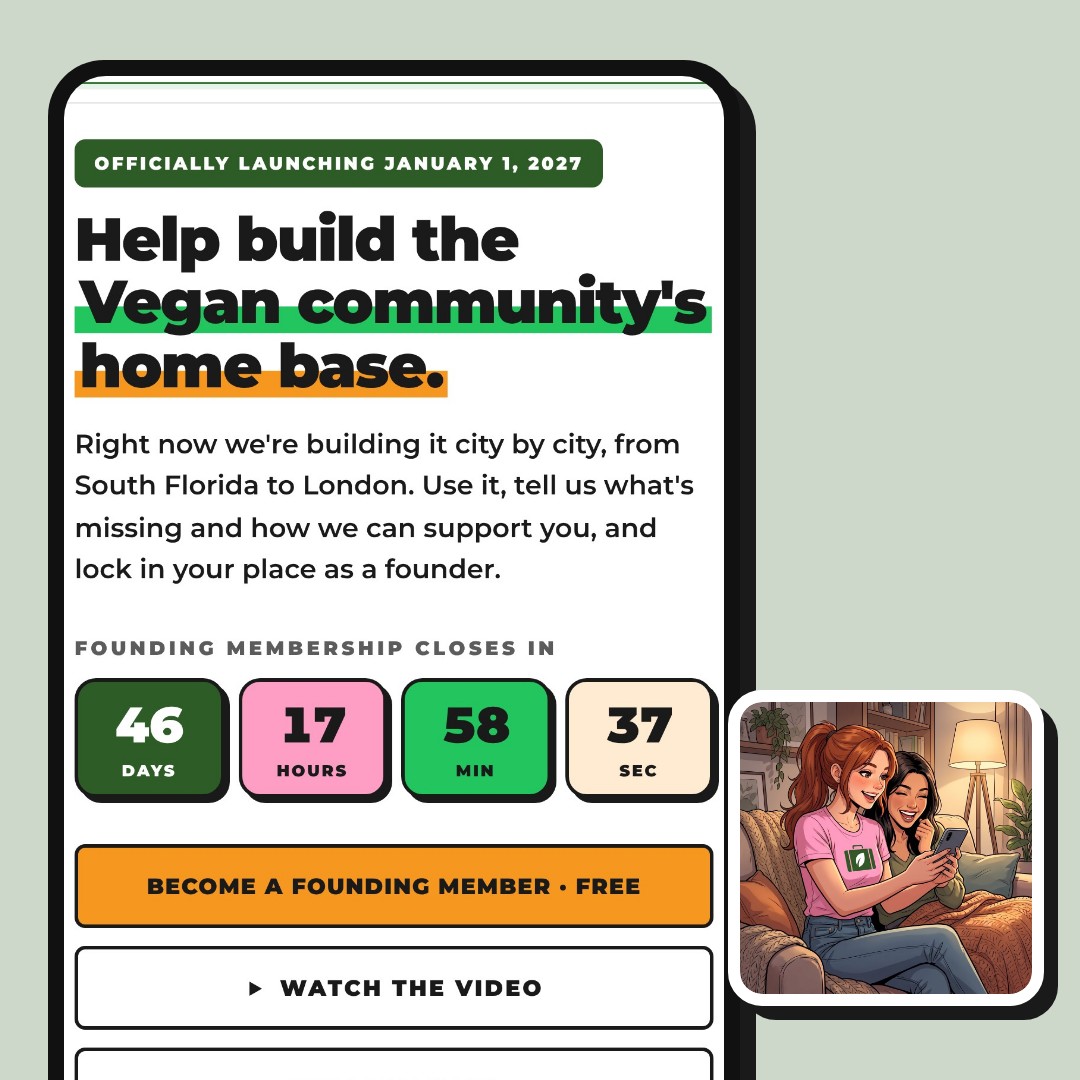 OFFICIALLY LAUNCHING JANUARY 1, 2027
Help build the
Vegan community's
home base.
Right now we're building it city by city, from
South Florida to London. Use it, tell us what's
missing and how we can support you, and
lock in your place as a founder.
FOUNDING MEMBERSHIP CLOSES IN
46 17 58 37
DAYS HOURS MIN SEC
BECOME A FOUNDING MEMBER • FREE
▶ WATCH THE VIDEO